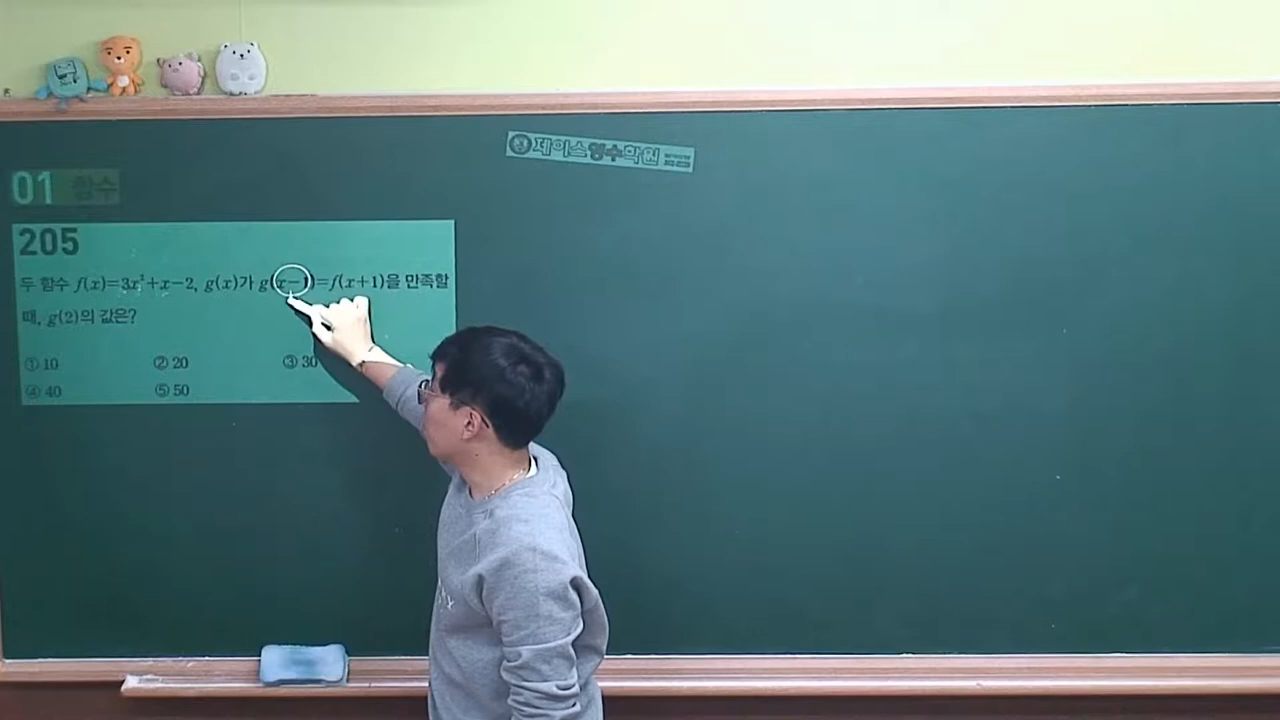 제이스영수학원
01 함수
205
두 함수 f(x)=3x²+x−2, g(x)가 g(x−1)=f(x+1)을 만족할
때, g(2)의 값은?
① 10 ② 20 ③ 30
④ 40 ⑤ 50